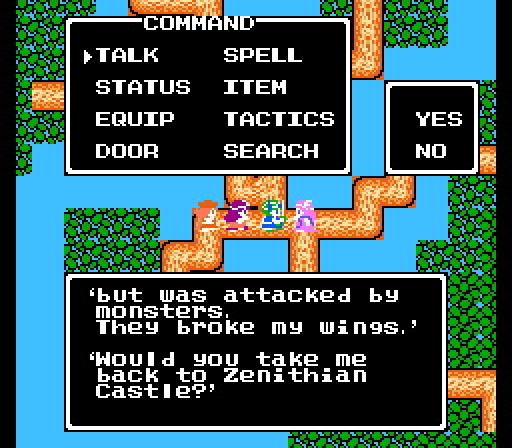 COMMAND
TALK SPELL
STATUS ITEM
EQUIP TACTICS
DOOR SEARCH
YES
NO
‘but was attacked by
monsters.
They broke my wings.’
‘Would you take me
back to Zenithian
Castle?’